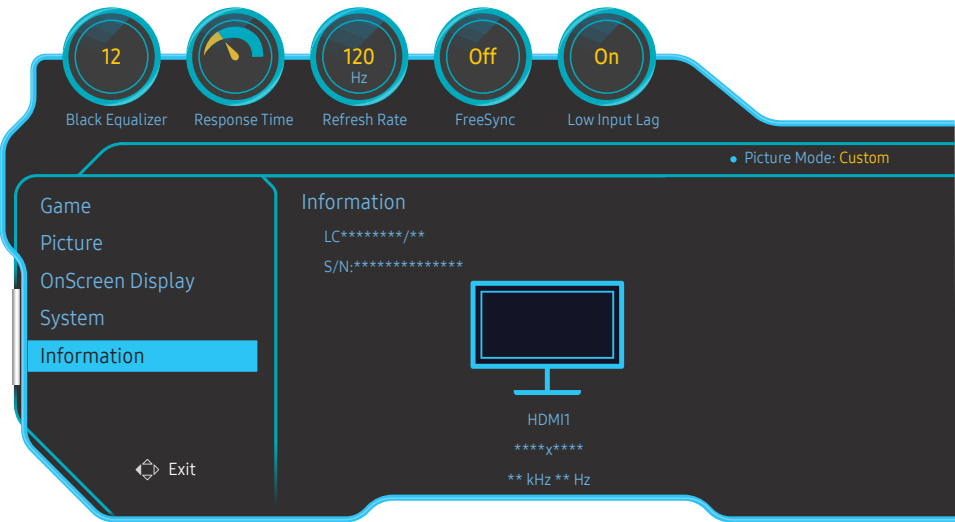 12
120
Hz
Off
On
Black Equalizer
Response Time
Refresh Rate
FreeSync
Low Input Lag
● Picture Mode: Custom
Game
Picture
OnScreen Display
System
Information
Exit
Information
LC********/**
S/N:**************
HDMI1
****x****
** kHz ** Hz